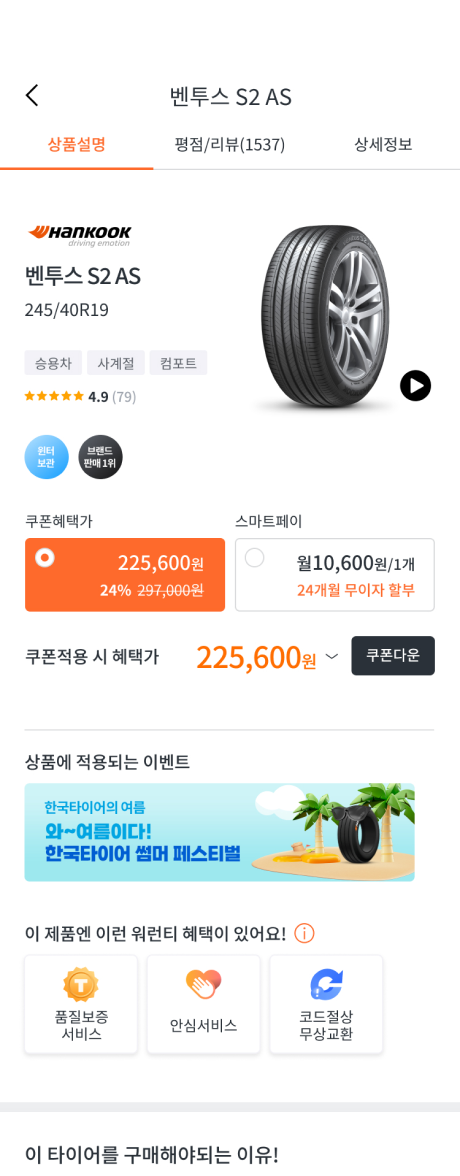 벤투스 S2 AS
상품설명 평점/리뷰(1537) 상세정보
HANKOOK
driving emotion
벤투스 S2 AS
245/40R19
승용차 사계절 컴포트
4.9 (79)
윈터
보관
브랜드
판매 1위
쿠폰혜택가 스마트페이
225,600원
24% 297,000원
월10,600원/1개
24개월 무이자 할부
쿠폰적용 시 혜택가 225,600원 쿠폰다운
상품에 적용되는 이벤트
한국타이어의 여름
와~여름이다!
한국타이어 썸머 페스티벌
이 제품엔 이런 워런티 혜택이 있어요!
품질보증
서비스
안심서비스
코드절상
무상교환
이 타이어를 구매해야되는 이유!